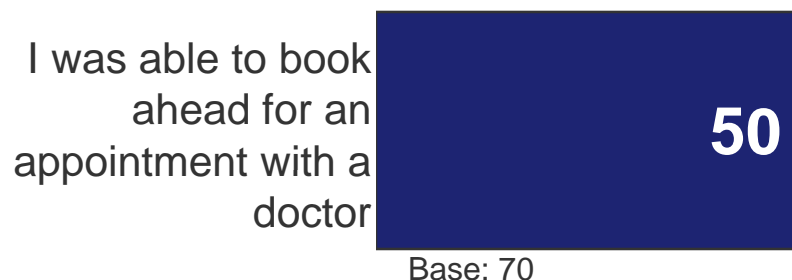 I was able to book
ahead for an
appointment with a
doctor
50
Base: 70